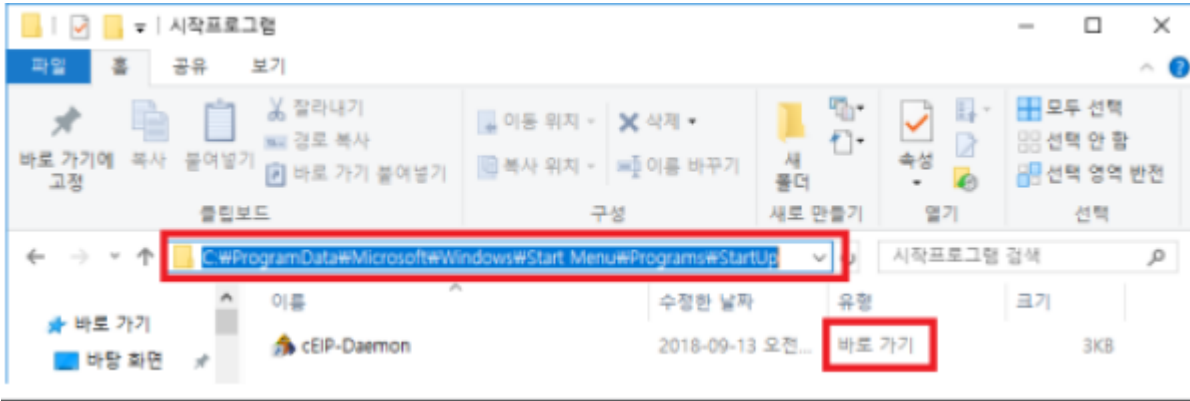 시작프로그램
파일 홈 공유 보기
바로 가기에 고정
복사
붙여넣기
잘라내기
경로 복사
바로 가기 붙여넣기
이동 위치
복사 위치
삭제
이름 바꾸기
새 폴더
속성
모두 선택
선택 안 함
선택 영역 반전
클립보드 구성 새로 만들기 열기 선택
C:₩ProgramData₩Microsoft₩Windows₩Start Menu₩Programs₩StartUp
시작프로그램 검색
이름 수정한 날짜 유형 크기
바로 가기
바탕 화면
cEIP-Daemon 2018-09-13 오전... 바로 가기 3KB